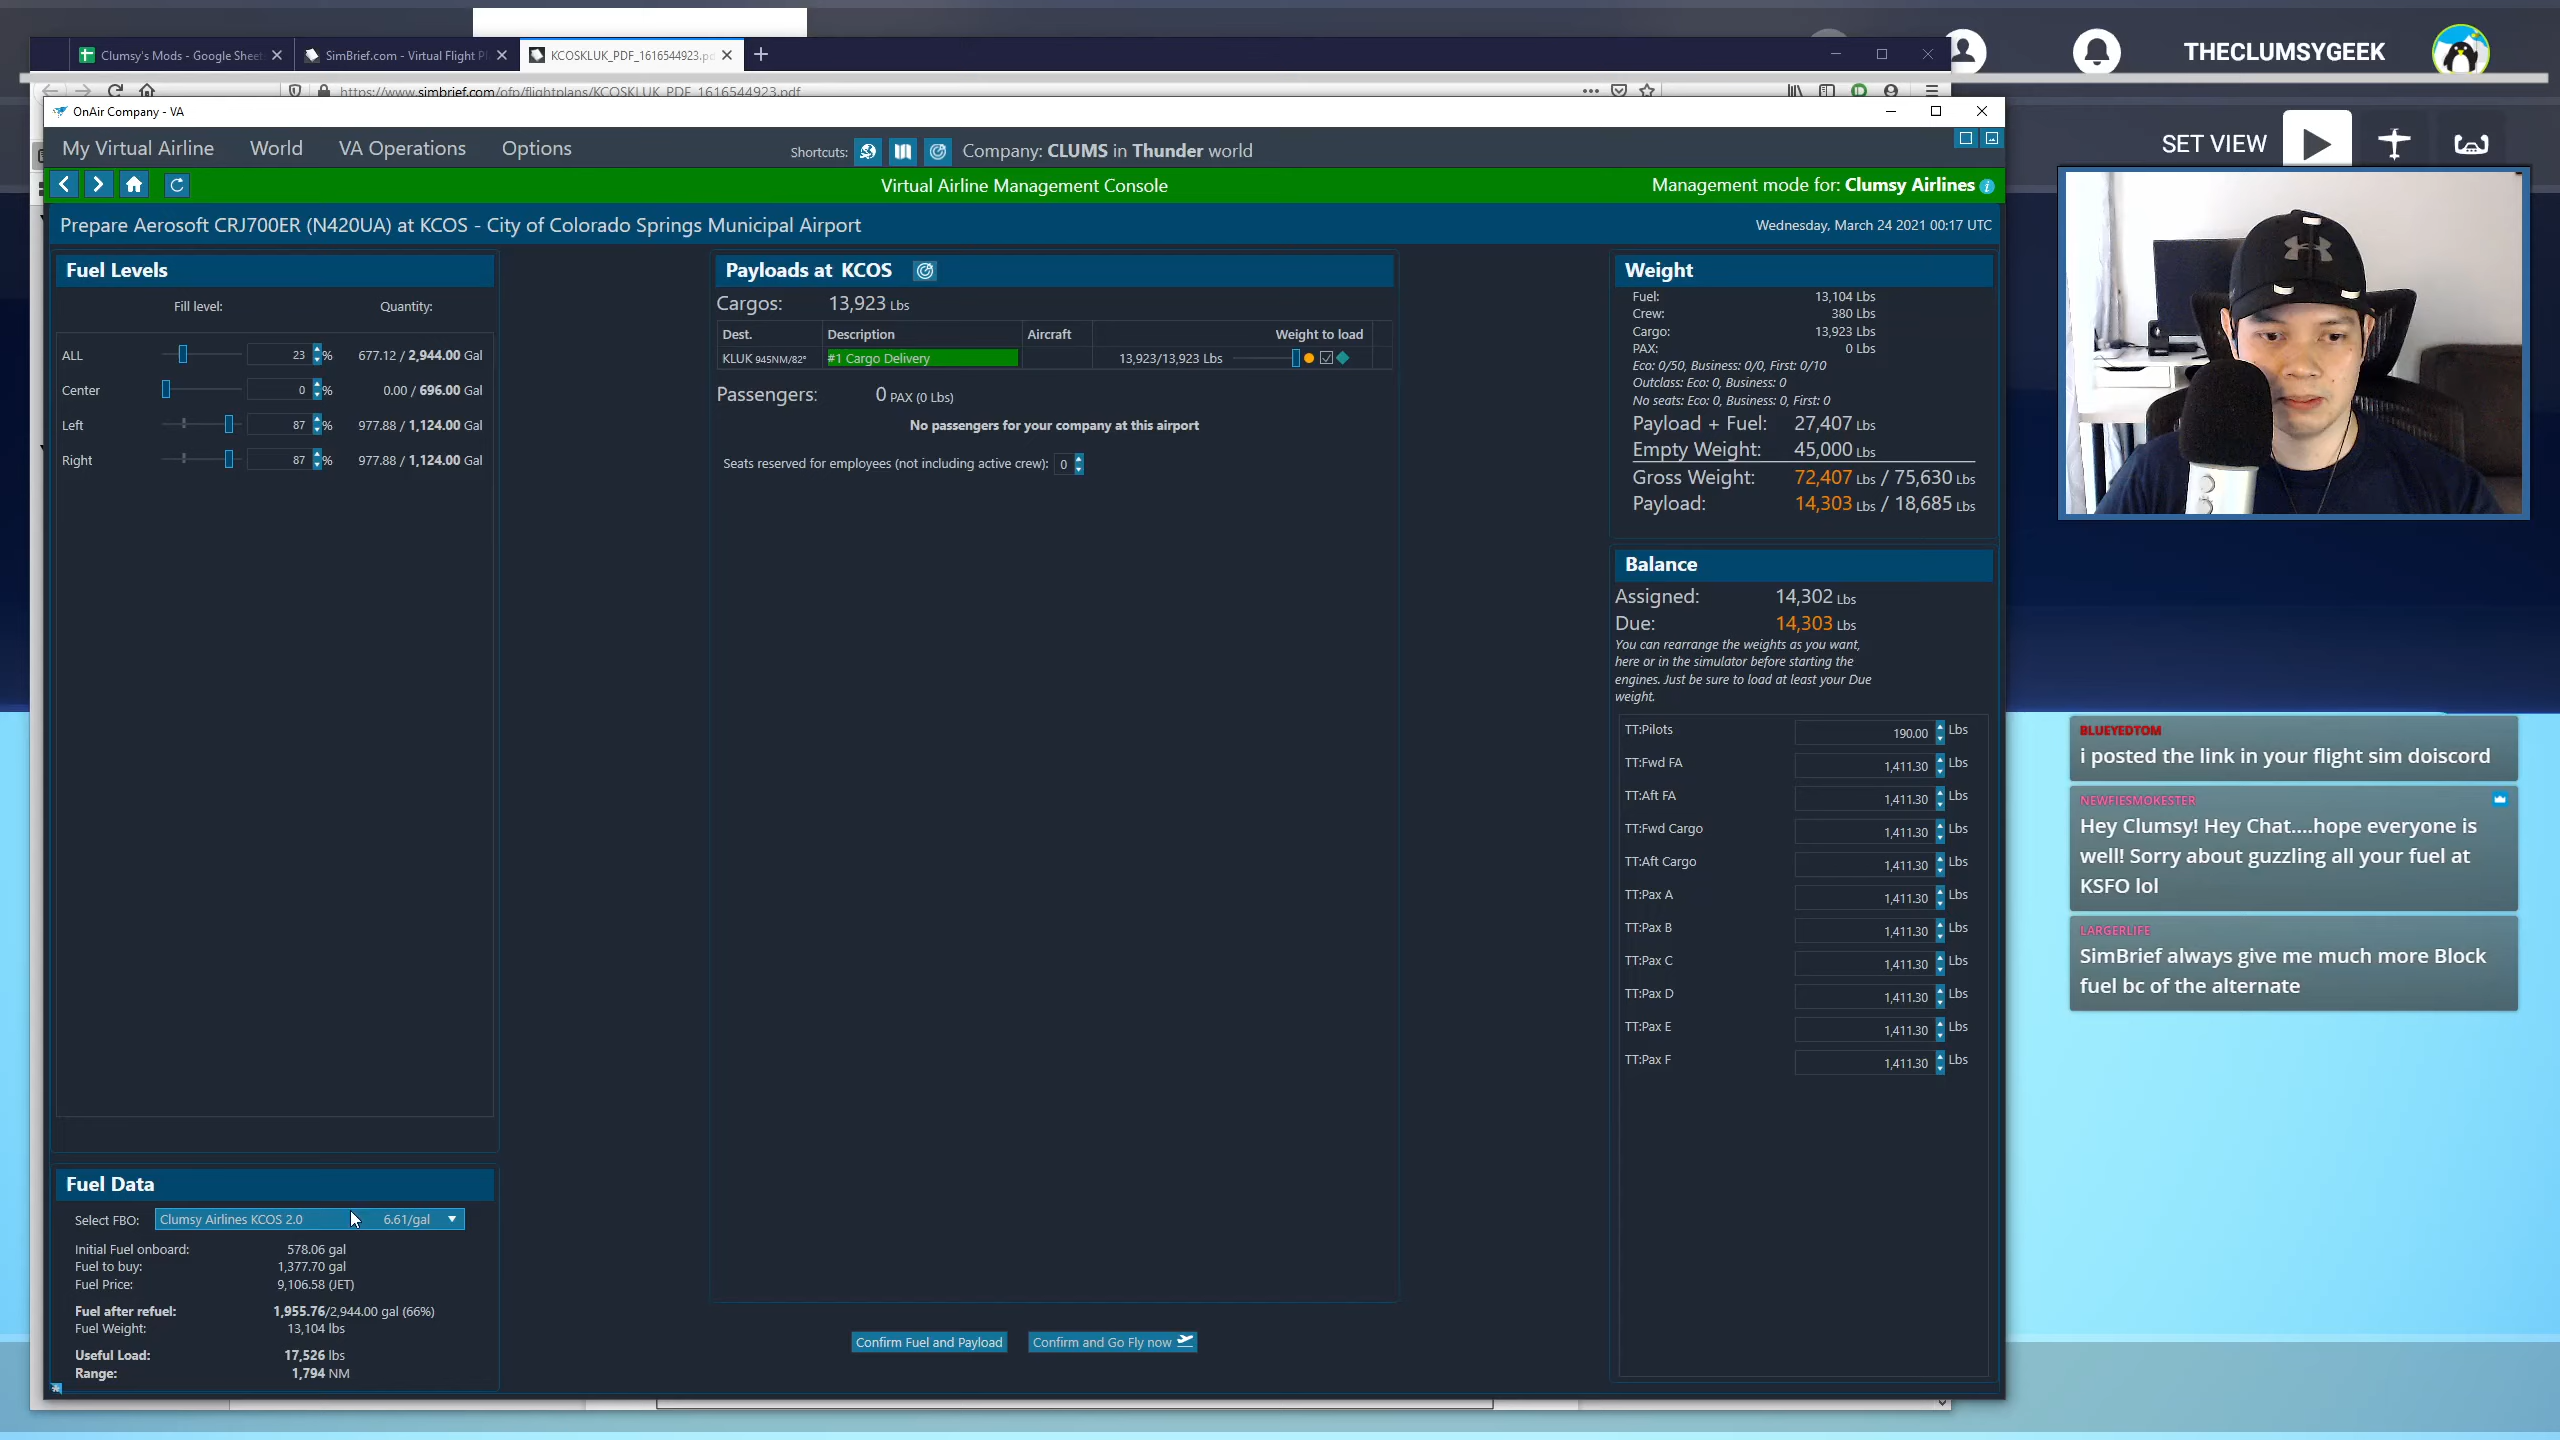 Clumsy's Mods - Google Sheet
SimBrief.com - Virtual Flight Pl
KCOSKLUK_PDF_1616544923.p
THECLUMSYGEEK
https://www.simbrief.com/ofp/flightplans/KCOSKLUK_PDF_1616544923.pdf
OnAir Company - VA
My Virtual Airline
World
VA Operations
Options
Shortcuts:
Company: CLUMS in Thunder world
SET VIEW
Virtual Airline Management Console
Management mode for: Clumsy Airlines
Prepare Aerosoft CRJ700ER (N420UA) at KCOS - City of Colorado Springs Municipal Airport
Wednesday, March 24 2021 00:17 UTC
Fuel Levels
Fill level: Quantity:
ALL 23 % 677.12 / 2,944.00 Gal
Center 0 % 0.00 / 696.00 Gal
Left 87 % 977.88 / 1,124.00 Gal
Right 87 % 977.88 / 1,124.00 Gal
Payloads at KCOS
Cargos: 13,923 Lbs
Dest. Description Aircraft Weight to load
KLUK 945NM/82° #1 Cargo Delivery 13,923/13,923 Lbs
Passengers: 0 PAX (0 Lbs)
No passengers for your company at this airport
Seats reserved for employees (not including active crew): 0
Weight
Fuel: 13,104 Lbs
Crew: 380 Lbs
Cargo: 13,923 Lbs
PAX: 0 Lbs
Eco: 0/50, Business: 0/0, First: 0/10
Outclass: Eco: 0, Business: 0
No seats: Eco: 0, Business: 0, First: 0
Payload + Fuel: 27,407 Lbs
Empty Weight: 45,000 Lbs
Gross Weight: 72,407 Lbs / 75,630 Lbs
Payload: 14,303 Lbs / 18,685 Lbs
Balance
Assigned: 14,302 Lbs
Due: 14,303 Lbs
You can rearrange the weights as you want,
here or in the simulator before starting the
engines. Just be sure to load at least your Due
weight.
TT:Pilots 190.00 Lbs
TT:Fwd FA 1,411.30 Lbs
TT:Aft FA 1,411.30 Lbs
TT:Fwd Cargo 1,411.30 Lbs
TT:Aft Cargo 1,411.30 Lbs
TT:Pax A 1,411.30 Lbs
TT:Pax B 1,411.30 Lbs
TT:Pax C 1,411.30 Lbs
TT:Pax D 1,411.30 Lbs
TT:Pax E 1,411.30 Lbs
TT:Pax F 1,411.30 Lbs
Fuel Data
Select FBO: Clumsy Airlines KCOS 2.0 6.61/gal
Initial Fuel onboard: 578.06 gal
Fuel to buy: 1,377.70 gal
Fuel Price: 9,106.58 (JET)
Fuel after refuel: 1,955.76/2,944.00 gal (66%)
Fuel Weight: 13,104 lbs
Useful Load: 17,526 lbs
Range: 1,794 NM
Confirm Fuel and Payload
Confirm and Go Fly now
BLUEYEDTOM
i posted the link in your flight sim doiscord
NEWFIESMOKESTER
Hey Clumsy! Hey Chat....hope everyone is
well! Sorry about guzzling all your fuel at
KSFO lol
LARGERLIFE
SimBrief always give me much more Block
fuel bc of the alternate